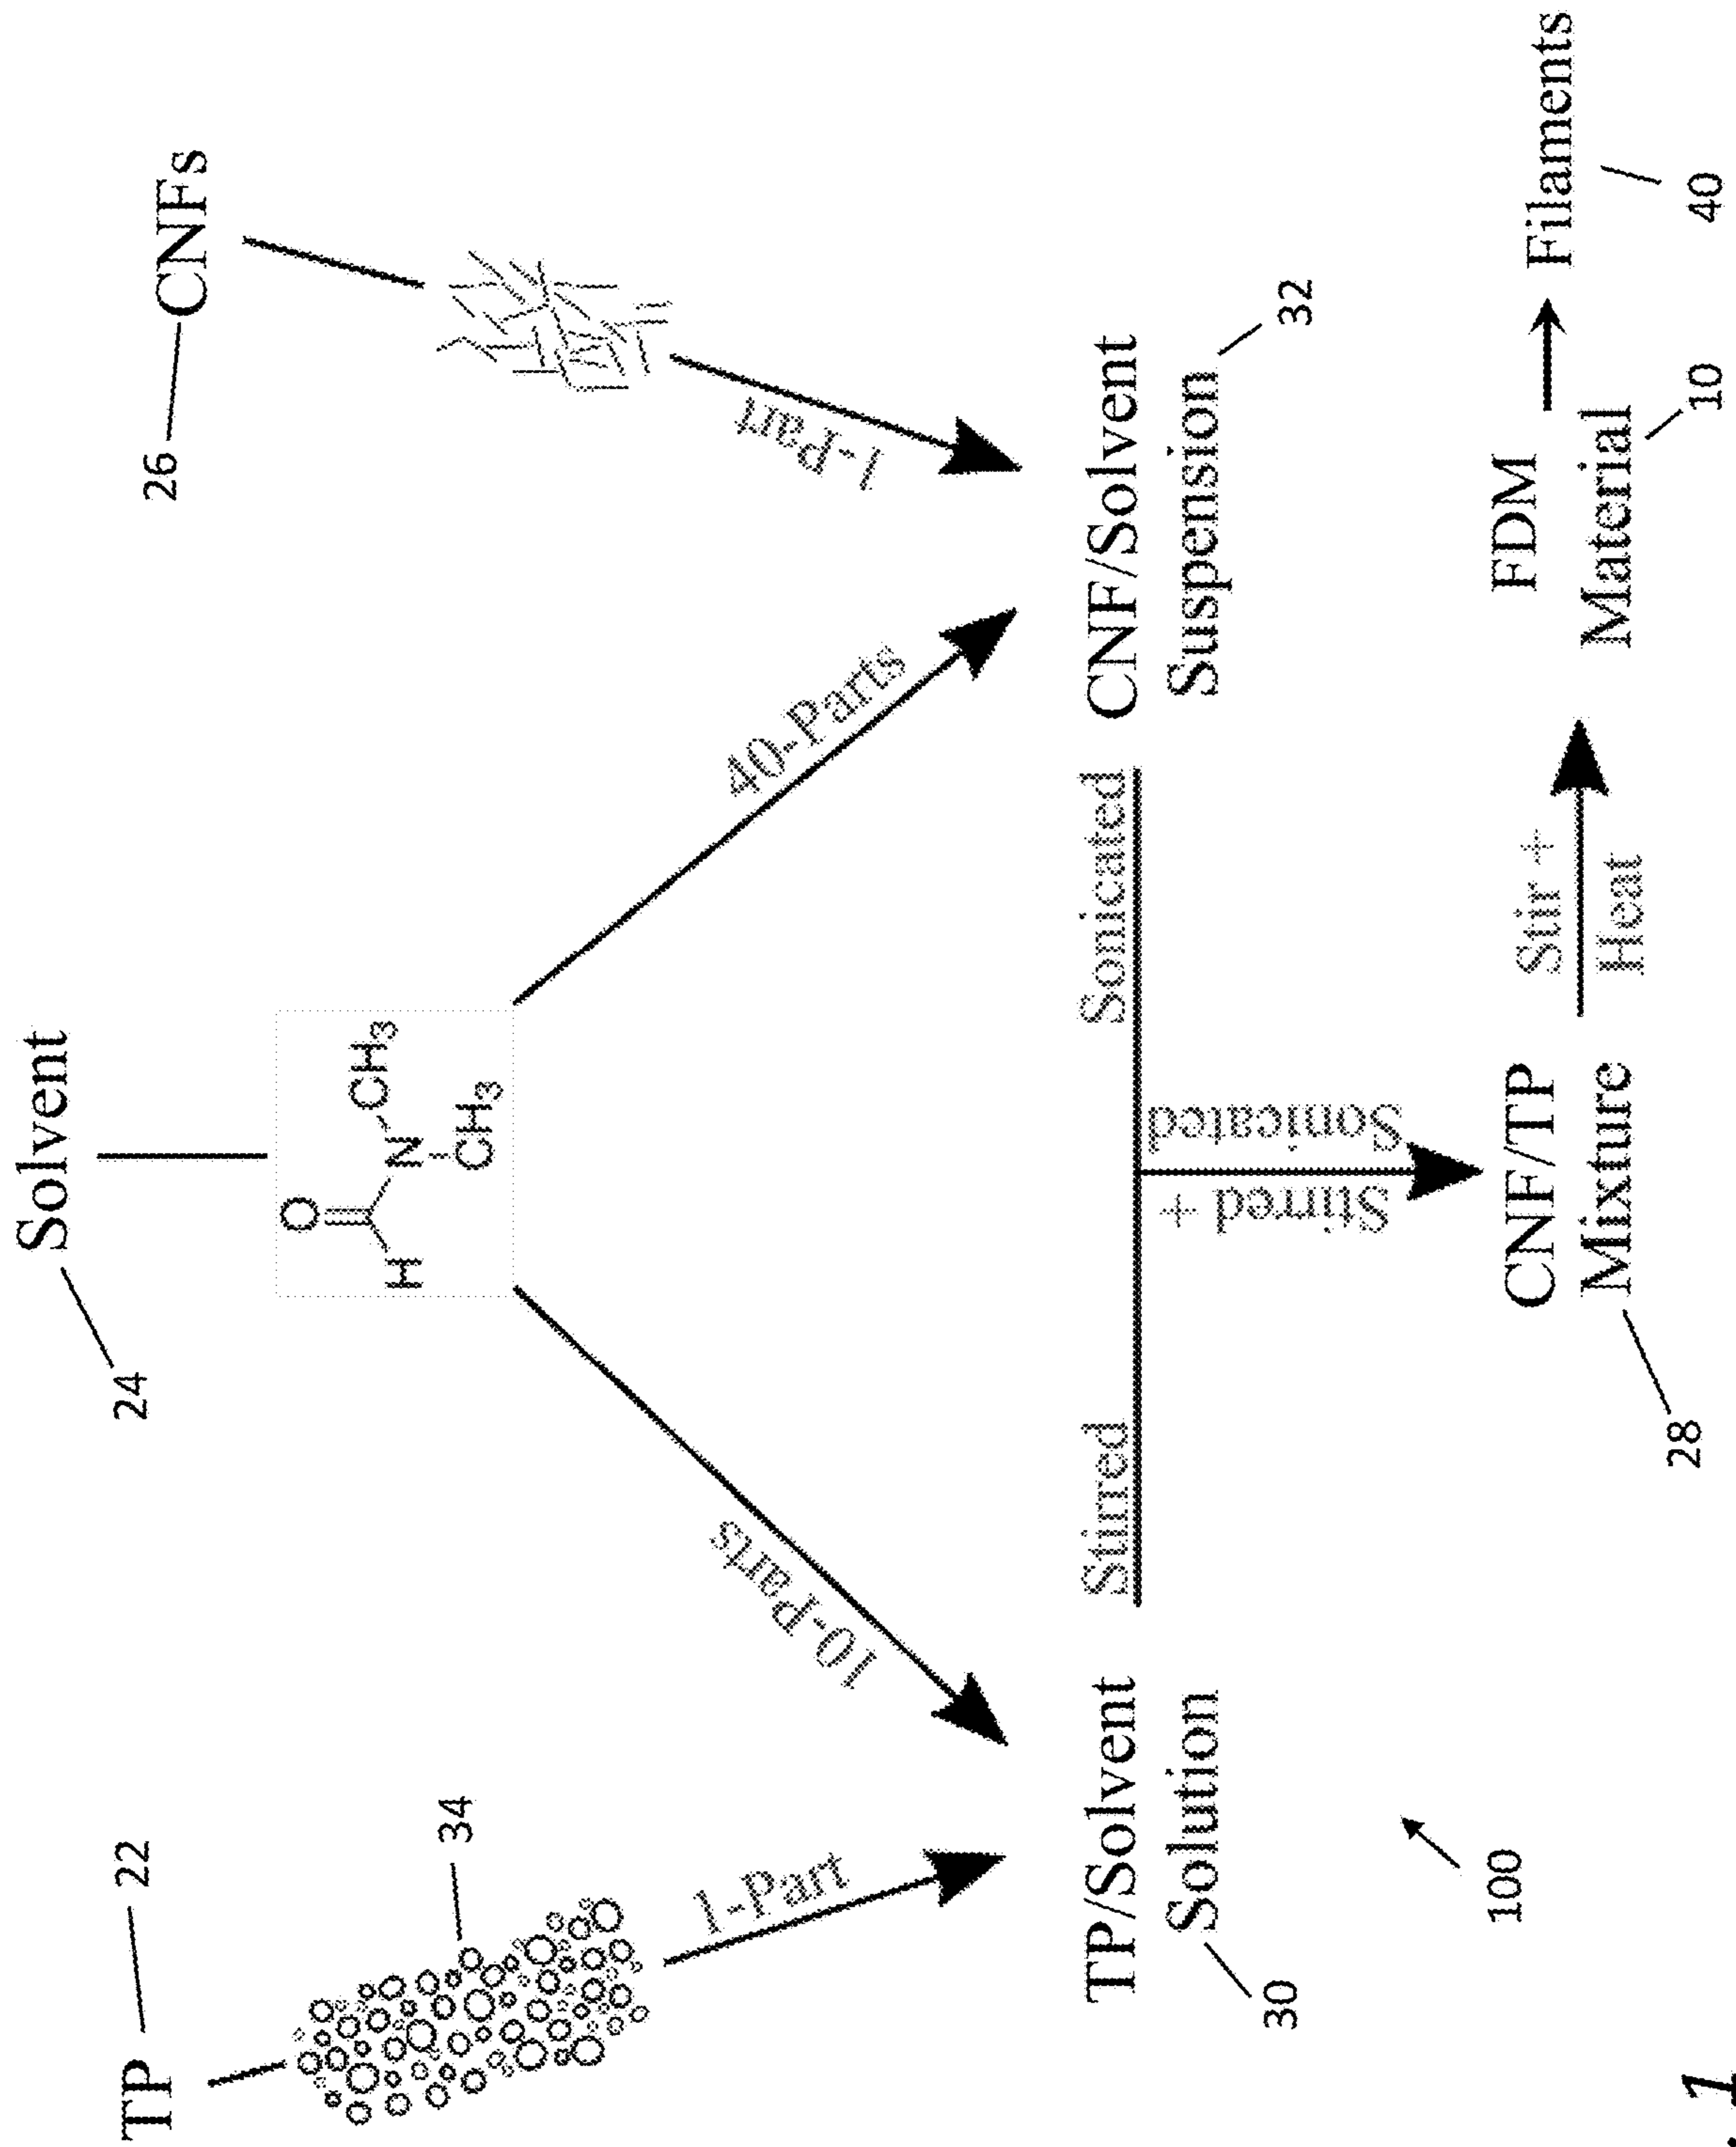 Solvent
24
TP
22
26
CNFs
34
O
H
N
CH3
CH3
1-Part
10-Parts
40-Parts
1-Part
TP/Solvent
Solution
30
Stirred
Sonicated
CNF/Solvent
Suspension
32
Stirred +
Sonicated
100
CNF/TP
Mixture
28
Stir +
Heat
FDM
Material
10
Filaments
40
. 1